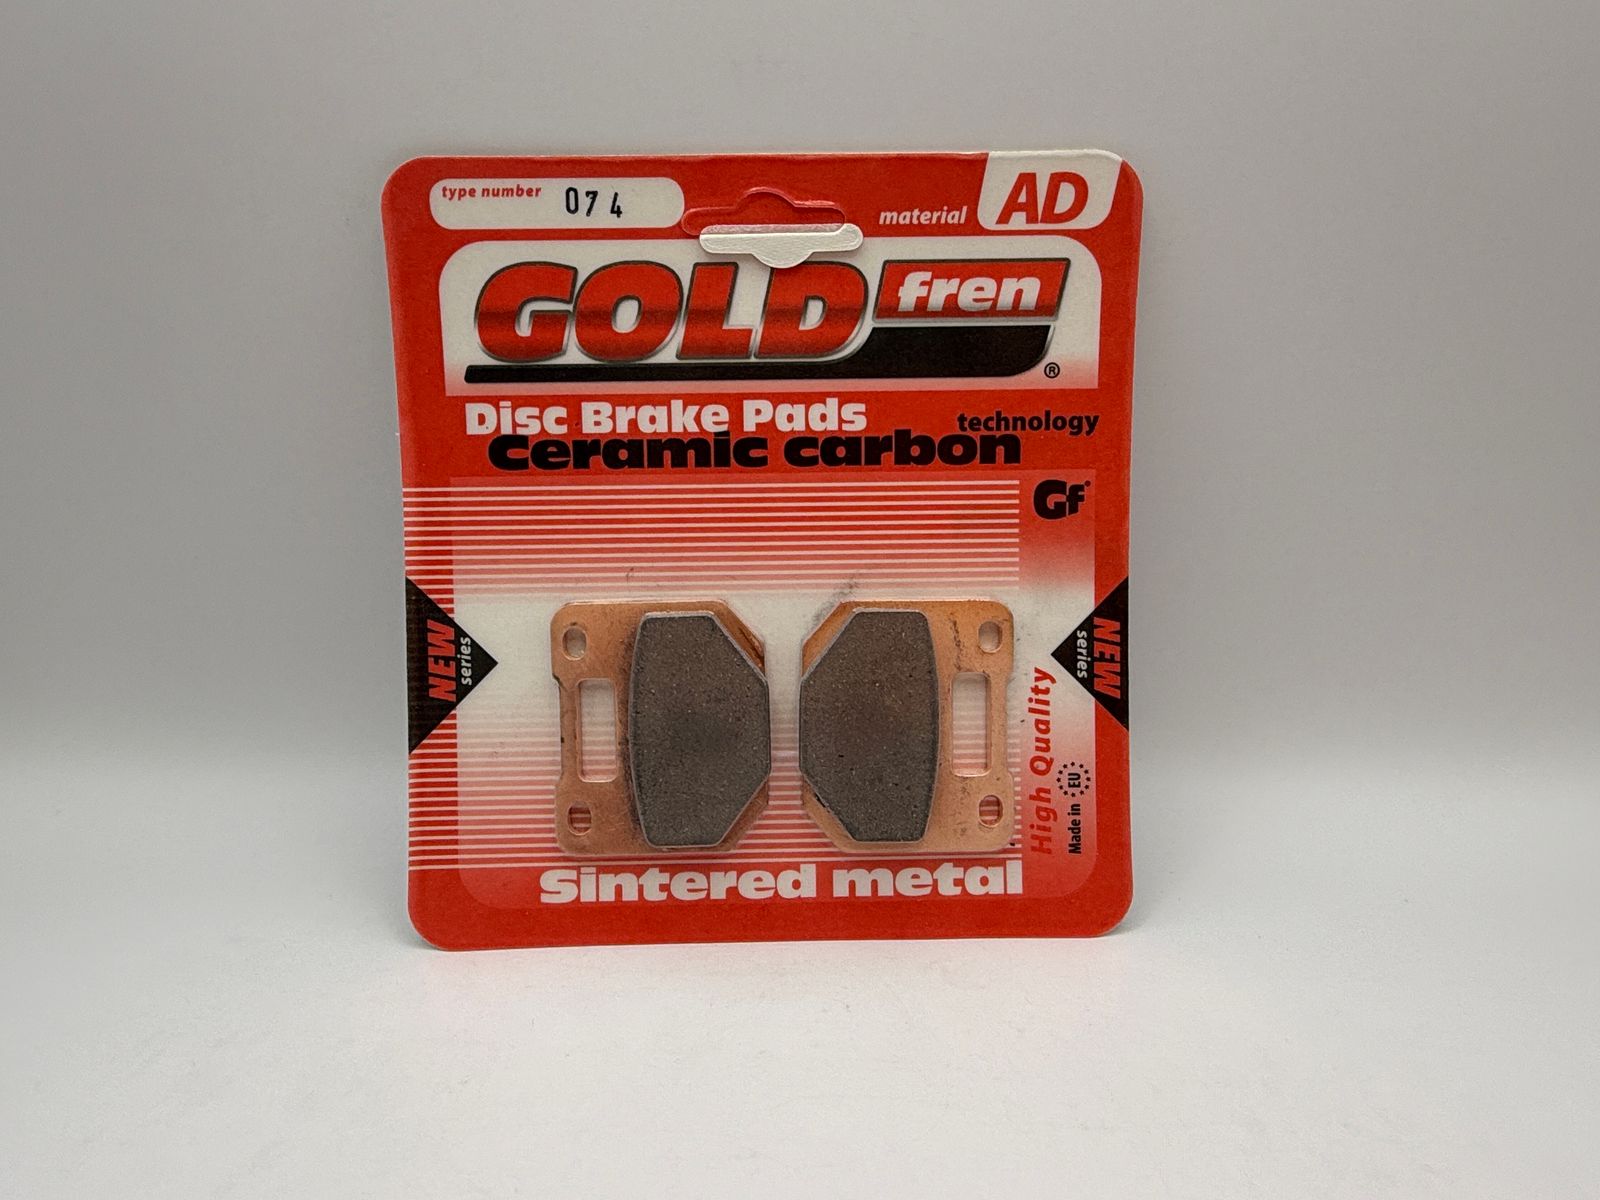 type number 074
material AD
GOLD fren ®
Disc Brake Pads
technology
Ceramic carbon
Gf
NEW series
NEW series
High Quality
Made in EU
Sintered metal